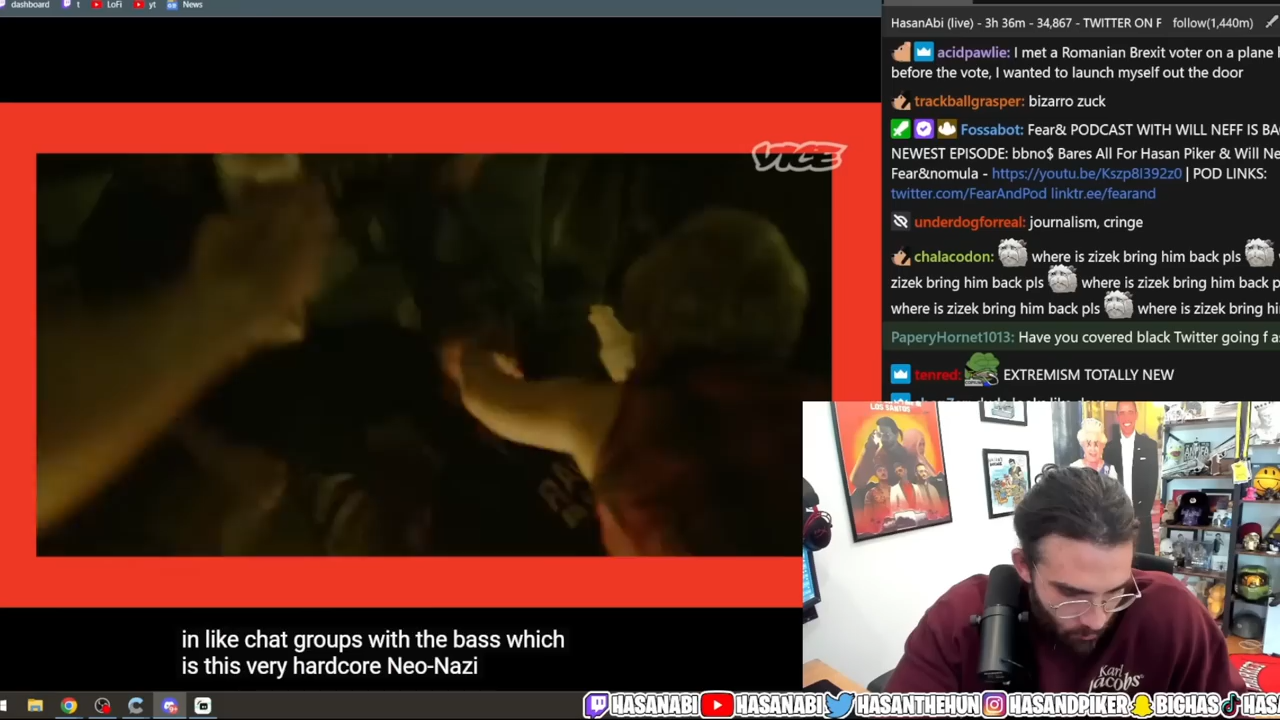 dashboard
t
LoFi
yt
News
HasanAbi (live) - 3h 36m - 34,867 - TWITTER ON F
follow(1,440m)
acidpawlie: I met a Romanian Brexit voter on a plane
before the vote, I wanted to launch myself out the door
trackballgrasper: bizarro zuck
Fossabot: Fear& PODCAST WITH WILL NEFF IS BA
NEWEST EPISODE: bbno$ Bares All For Hasan Piker & Will Ne
Fear&nomula - https://youtu.be/Kszp8I392z0 | POD LINKS:
twitter.com/FearAndPod linktr.ee/fearand
underdogforreal: journalism, cringe
chalacodon: where is zizek bring him back pls
zizek bring him back pls where is zizek bring him back pls
where is zizek bring him back pls where is zizek bring hi
PaperyHornet1013: Have you covered black Twitter going f a
tenred: EXTREMISM TOTALLY NEW
VICE
LOS SANTOS
in like chat groups with the bass which
is this very hardcore Neo-Nazi
Karl
Jacobs
HASANABI
HASANABI
HASANTHEHUN
HASANDPIKER
BIGHAS
HAS